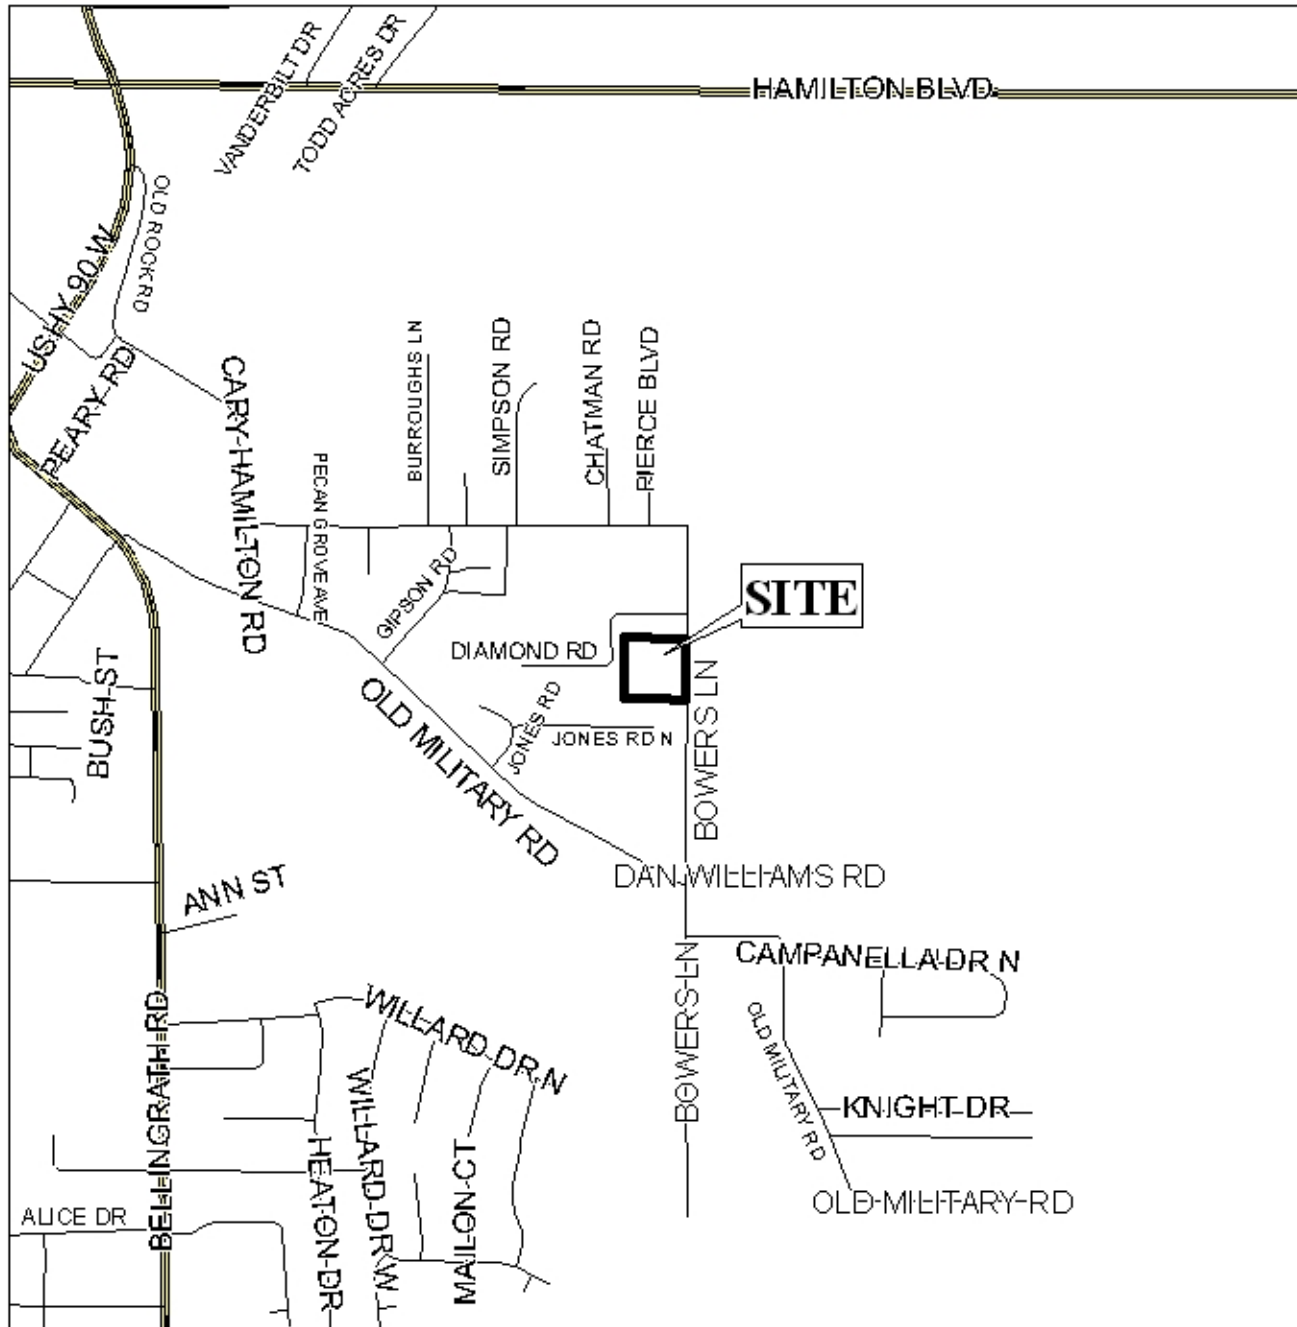 VANDERBILT DR
TODD ACRES DR
HAMILTON BLVD
OLD ROCK RD
USHY 90 W
PEARY RD
CARY-HAMILTON RD
PECAN GROVE AVE
BURROUGHS LN
SIMPSON RD
CHATMAN RD
PIERCE BLVD
GIPSON RD
SITE
DIAMOND RD
BUSH ST
OLD MILITARY RD
JONES RD
JONES RD N
BOWERS LN
DAN WILLIAMS RD
ANN ST
CAMPANELLA DR N
BOWERS LN
OLD MILITARY RD
WILLARD DR N
BELLINGRATH RD
WILLARD DR W
KNIGHT DR
HEATON DR
MAILON CT
OLD MILITARY RD
ALICE DR